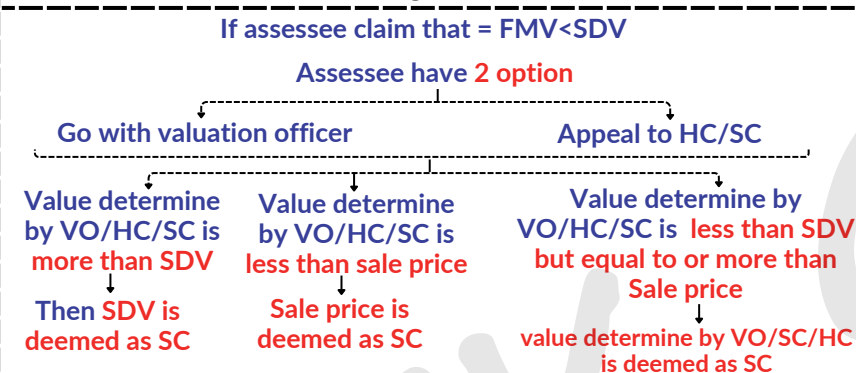 If assessee claim that = FMV<SDV
Assessee have 2 option
Go with valuation officer
Appeal to HC/SC
Value determine
by VO/HC/SC is
more than SDV
Then SDV is
deemed as SC
Value determine
by VO/HC/SC is
less than sale price
Sale price is
deemed as SC
Value determine by
VO/HC/SC is less than SDV
but equal to or more than
Sale price
value determine by VO/SC/HC
is deemed as SC